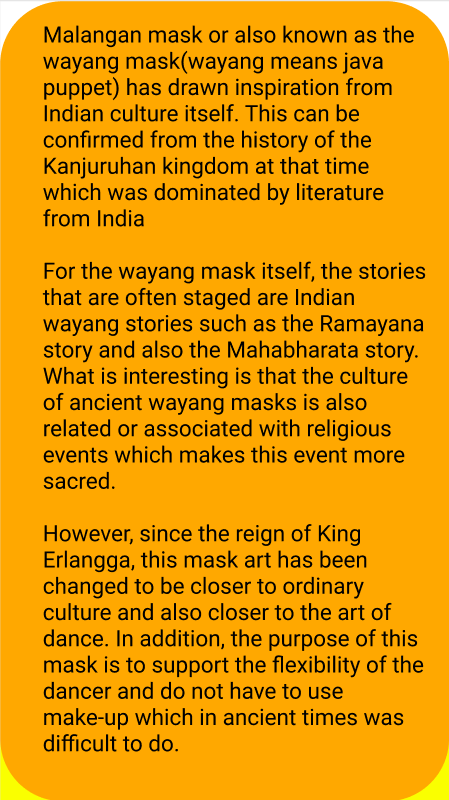 Malangan mask or also known as the
wayang mask(wayang means java
puppet) has drawn inspiration from
Indian culture itself. This can be
confirmed from the history of the
Kanjuruhan kingdom at that time
which was dominated by literature
from India
For the wayang mask itself, the stories
that are often staged are Indian
wayang stories such as the Ramayana
story and also the Mahabharata story.
What is interesting is that the culture
of ancient wayang masks is also
related or associated with religious
events which makes this event more
sacred.
However, since the reign of King
Erlangga, this mask art has been
changed to be closer to ordinary
culture and also closer to the art of
dance. In addition, the purpose of this
mask is to support the flexibility of the
dancer and do not have to use
make-up which in ancient times was
difficult to do.